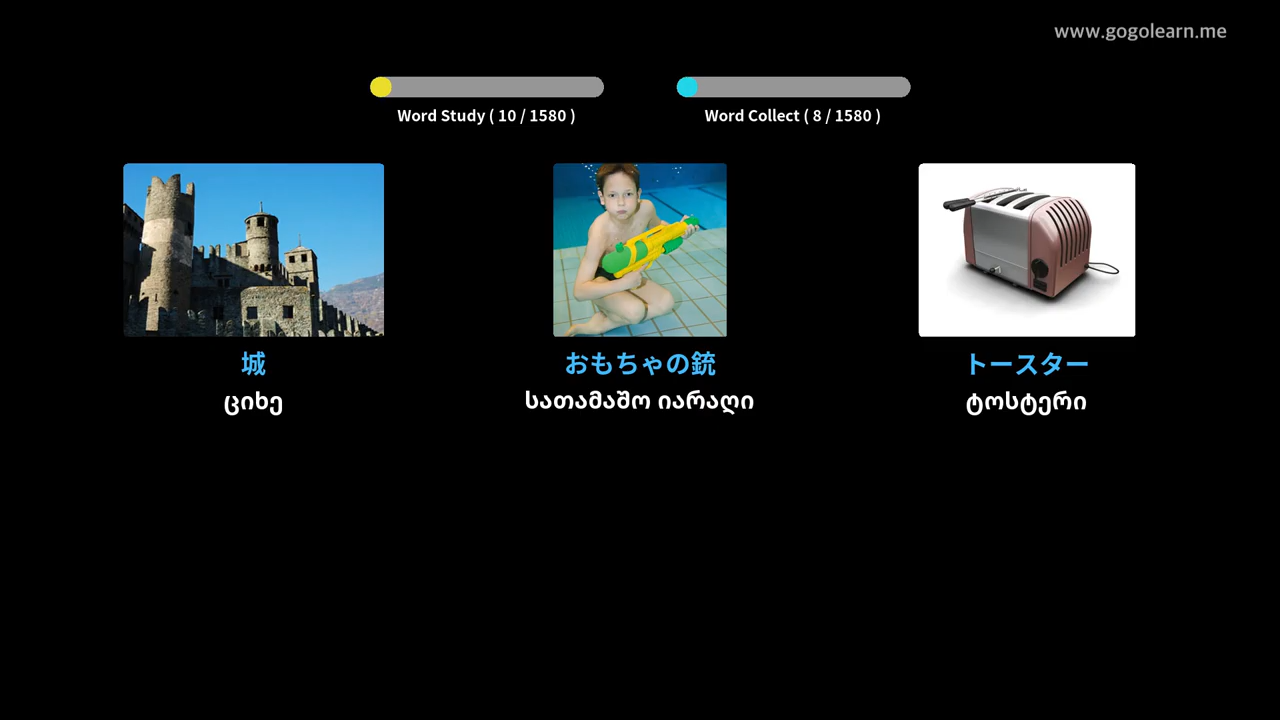 www.gogolearn.me
Word Study ( 10 / 1580 )
Word Collect ( 8 / 1580 )
城
おもちゃの銃
トースター
ციხე
სათამაშო იარაღი
ტოსტერი